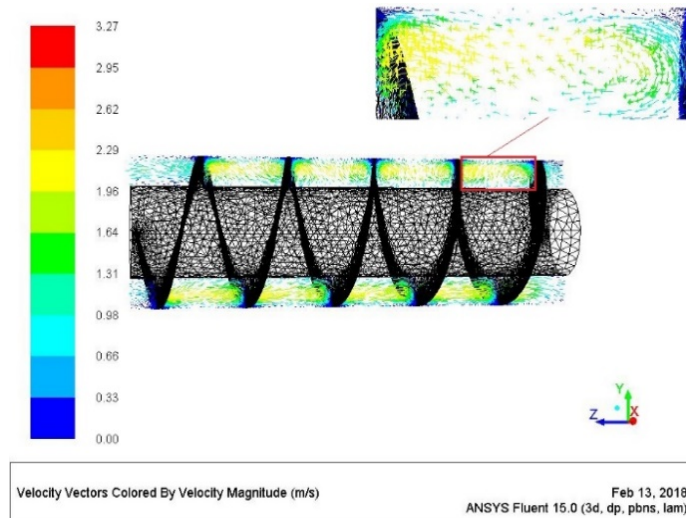 3.27
2.95
2.62
2.29
1.96
1.64
1.31
0.98
0.66
0.33
0.00
Y
Z
X
Velocity Vectors Colored By Velocity Magnitude (m/s)
Feb 13, 2018
ANSYS Fluent 15.0 (3d, dp, pbns, lam)